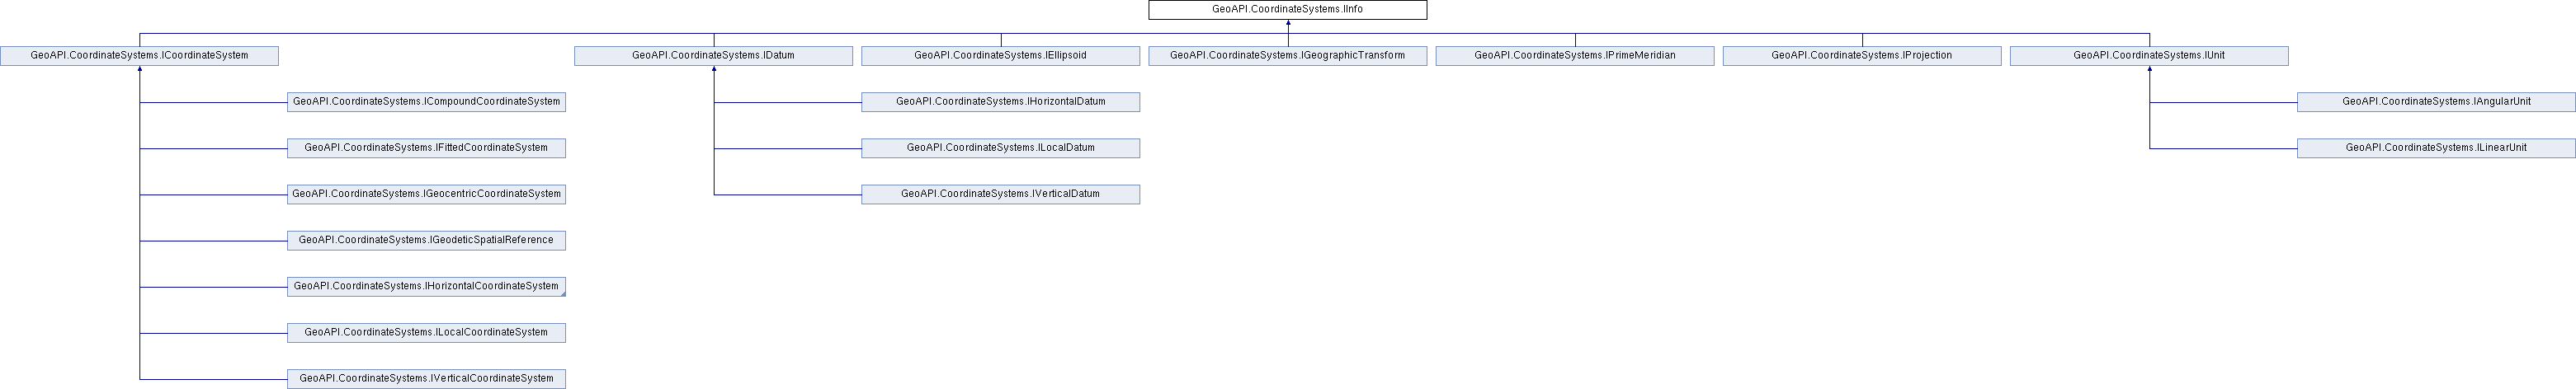 GeoAPI.CoordinateSystems.IInfo
GeoAPI.CoordinateSystems.ICoordinateSystem
GeoAPI.CoordinateSystems.IDatum
GeoAPI.CoordinateSystems.IEllipsoid
GeoAPI.CoordinateSystems.IGeographicTransform
GeoAPI.CoordinateSystems.IPrimeMeridian
GeoAPI.CoordinateSystems.IProjection
GeoAPI.CoordinateSystems.IUnit
GeoAPI.CoordinateSystems.ICompoundCoordinateSystem
GeoAPI.CoordinateSystems.IHorizontalDatum
GeoAPI.CoordinateSystems.IAngularUnit
GeoAPI.CoordinateSystems.IFittedCoordinateSystem
GeoAPI.CoordinateSystems.ILocalDatum
GeoAPI.CoordinateSystems.ILinearUnit
GeoAPI.CoordinateSystems.IGeocentricCoordinateSystem
GeoAPI.CoordinateSystems.IVerticalDatum
GeoAPI.CoordinateSystems.IGeodeticSpatialReference
GeoAPI.CoordinateSystems.IHorizontalCoordinateSystem
GeoAPI.CoordinateSystems.ILocalCoordinateSystem
GeoAPI.CoordinateSystems.IVerticalCoordinateSystem